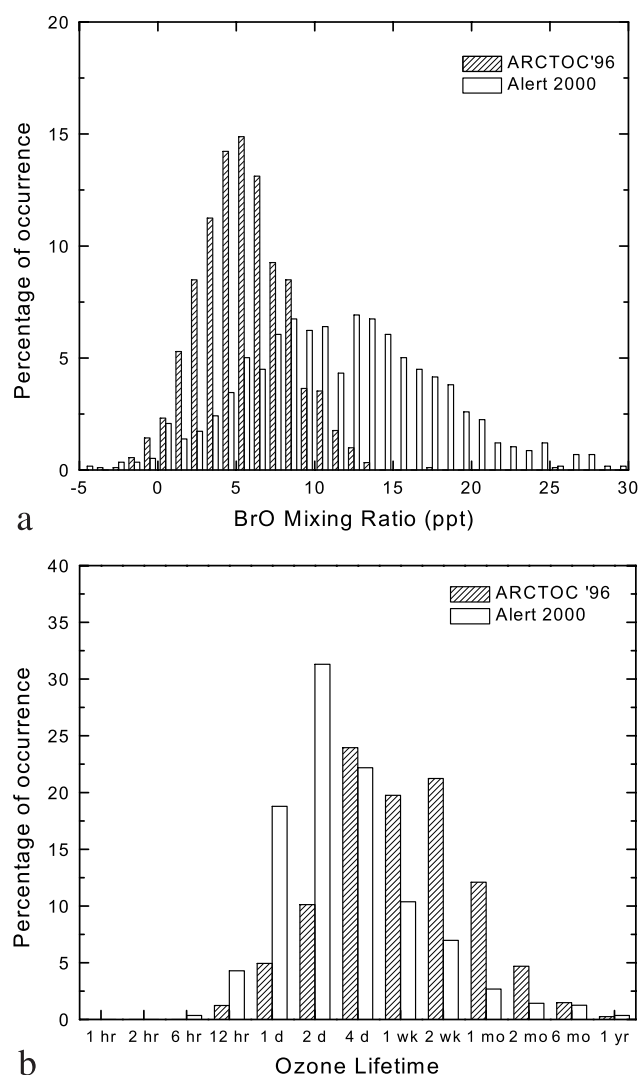 20
ARCTOC'96
Alert 2000
15
Percentage of occurrence
10
5
0
-5 0 5 10 15 20 25 30
a
BrO Mixing Ratio (ppt)
40
ARCTOC '96
Alert 2000
35
30
25
Percentage of occurrence
20
15
10
5
0
1 hr 2 hr 6 hr 12 hr 1 d 2 d 4 d 1 wk 2 wk 1 mo 2 mo 6 mo 1 yr
b
Ozone Lifetime